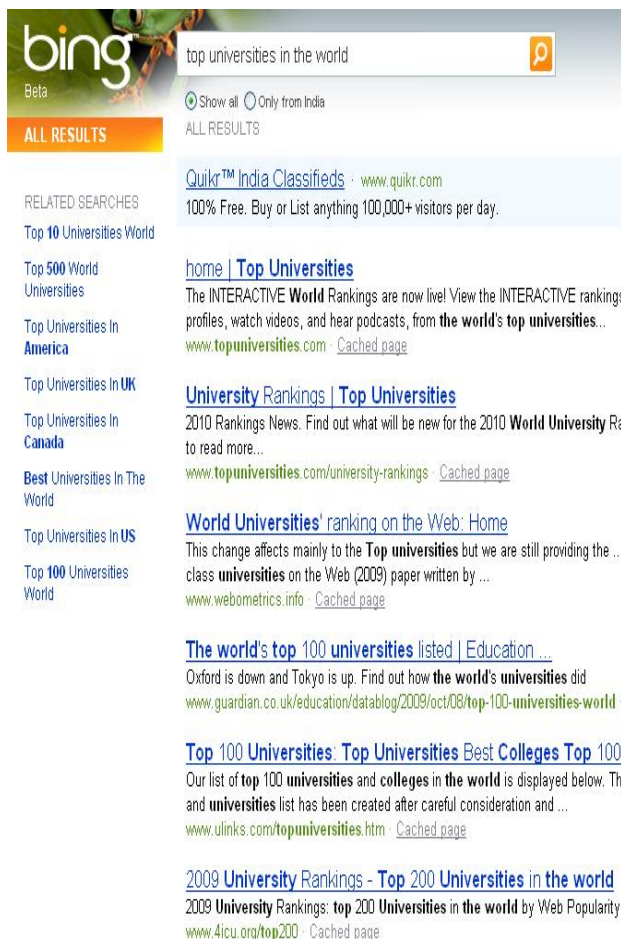 bing
Beta
top universities in the world
Show all Only from India
ALL RESULTS
ALL RESULTS
RELATED SEARCHES
Top 10 Universities World
Top 500 World
Universities
Top Universities In
America
Top Universities In UK
Top Universities In
Canada
Best Universities In The
World
Top Universities In US
Top 100 Universities
World
Quikr™ India Classifieds · www.quikr.com
100% Free. Buy or List anything 100,000+ visitors per day.
home | Top Universities
The INTERACTIVE World Rankings are now live! View the INTERACTIVE rankings
profiles, watch videos, and hear podcasts, from the world's top universities...
www.topuniversities.com · Cached page
University Rankings | Top Universities
2010 Rankings News. Find out what will be new for the 2010 World University Ra
to read more...
www.topuniversities.com/university-rankings · Cached page
World Universities' ranking on the Web: Home
This change affects mainly to the Top universities but we are still providing the ..
class universities on the Web (2009) paper written by ...
www.webometrics.info · Cached page
The world's top 100 universities listed | Education ...
Oxford is down and Tokyo is up. Find out how the world's universities did
www.guardian.co.uk/education/datablog/2009/oct/08/top-100-universities-world ·
Top 100 Universities: Top Universities Best Colleges Top 100
Our list of top 100 universities and colleges in the world is displayed below. Th
and universities list has been created after careful consideration and ...
www.ulinks.com/topuniversities.htm · Cached page
2009 University Rankings - Top 200 Universities in the world
2009 University Rankings: top 200 Universities in the world by Web Popularity
www.4icu.org/top200 · Cached page